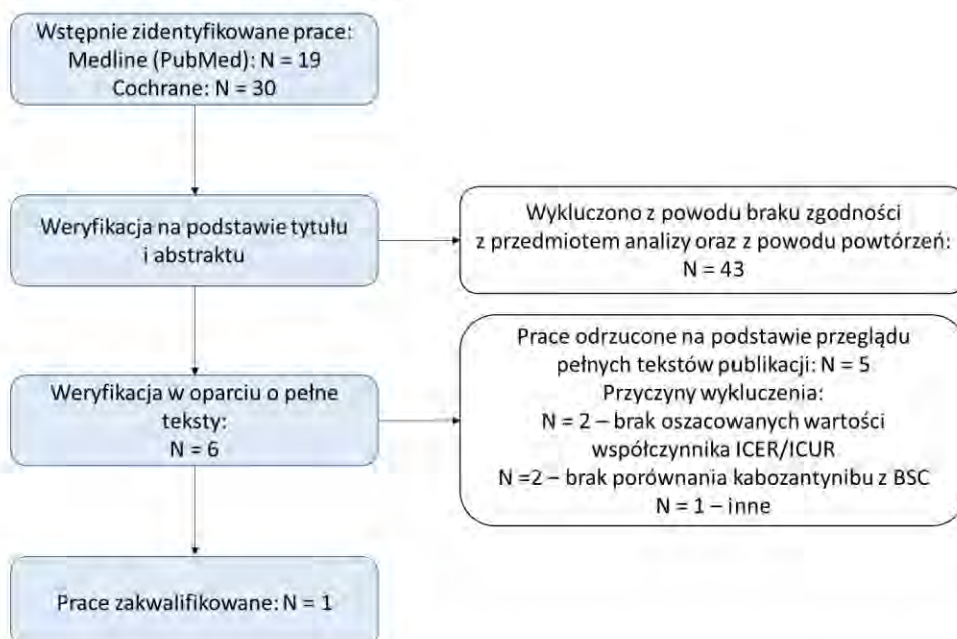 Wstępnie zidentyfikowane prace:
Medline (PubMed): N = 19
Cochrane: N = 30
Weryfikacja na podstawie tytułu
i abstraktu
Wykluczono z powodu braku zgodności
z przedmiotem analizy oraz z powodu powtórzeń:
N = 43
Weryfikacja w oparciu o pełne
teksty:
N = 6
Prace odrzucone na podstawie przeglądu
pełnych tekstów publikacji: N = 5
Przyczyny wykluczenia:
N = 2 – brak oszacowanych wartości
współczynnika ICER/ICUR
N =2 – brak porównania kabozantynibu z BSC
N = 1 – inne
Prace zakwalifikowane: N = 1